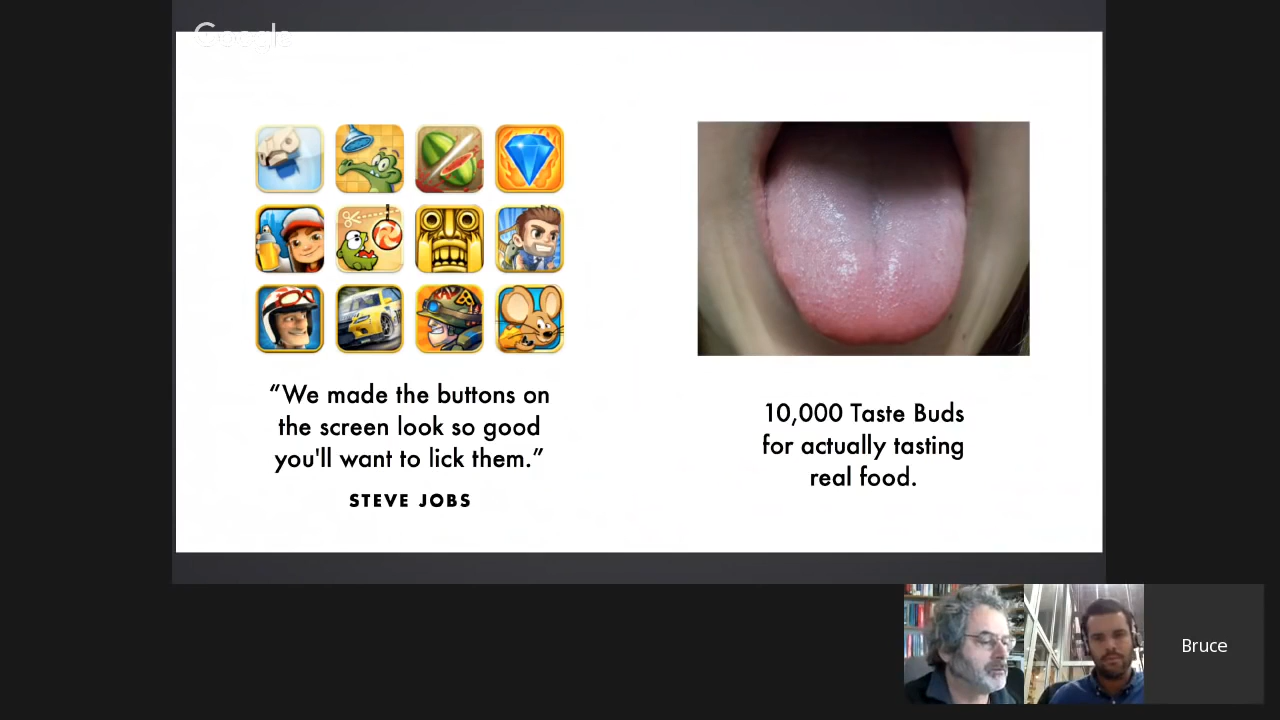 Google
“We made the buttons on
the screen look so good
you'll want to lick them.”
STEVE JOBS
10,000 Taste Buds
for actually tasting
real food.
Bruce